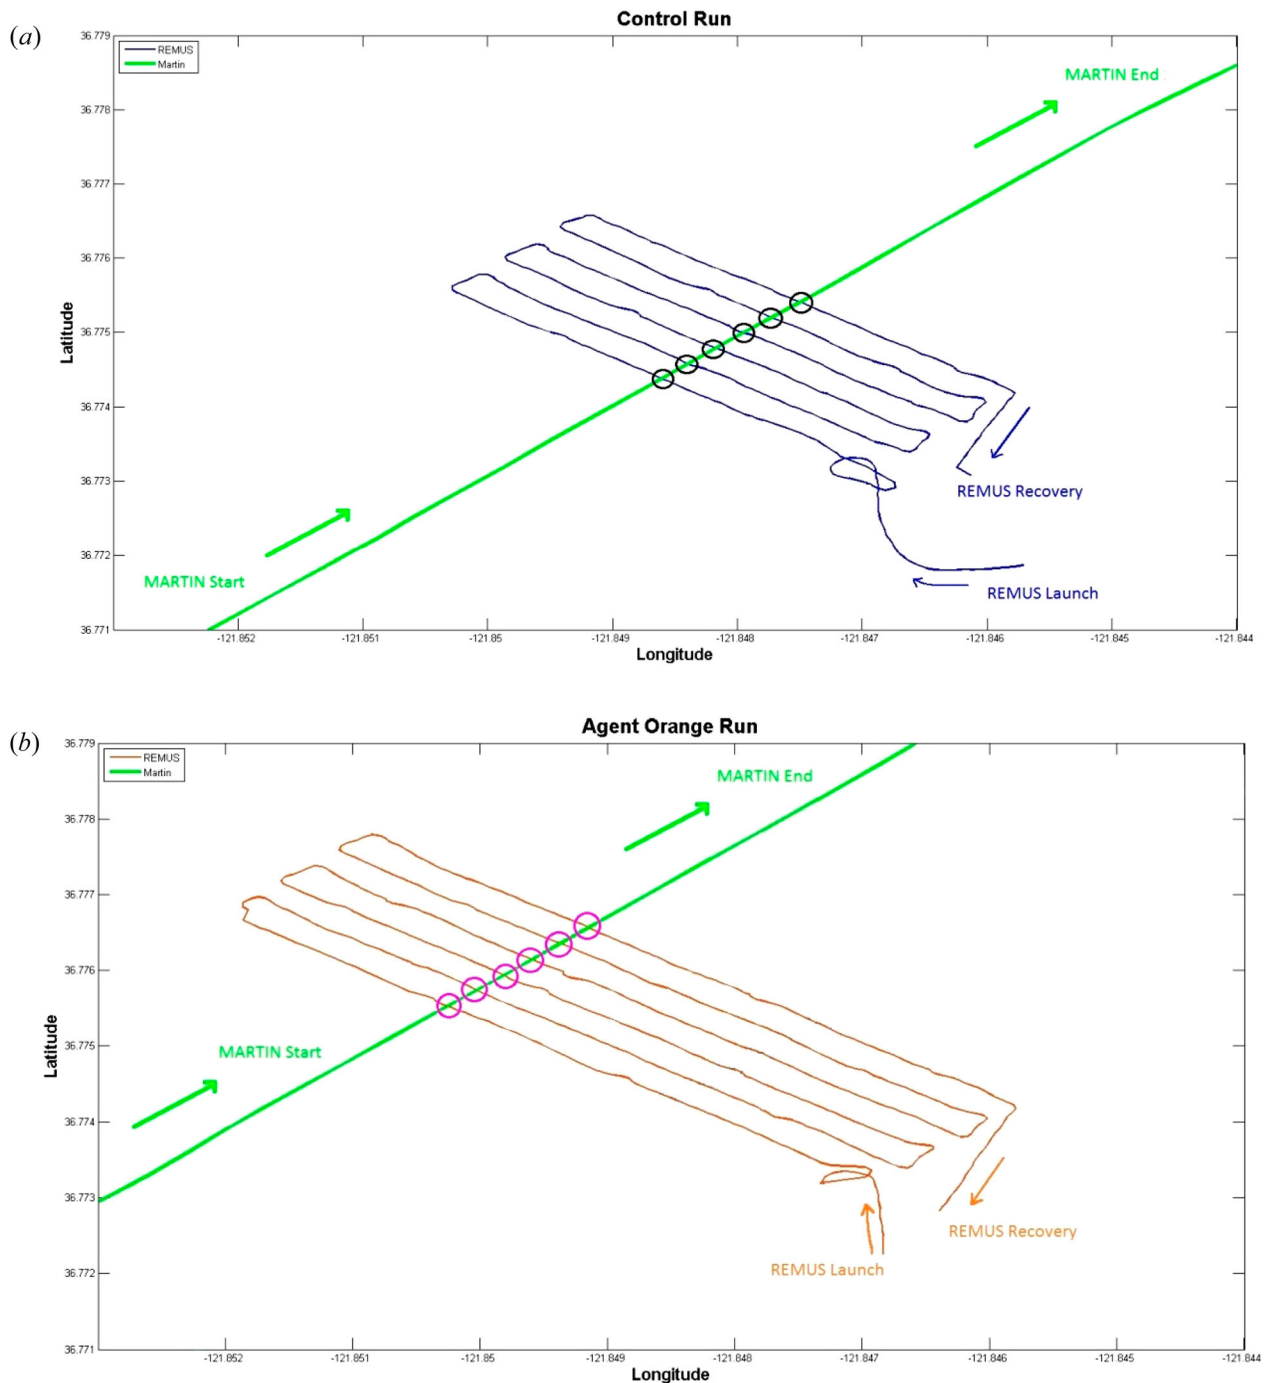 (a)
Control Run
REMUS
Martin
36.779
36.778
36.777
36.776
36.775
36.774
36.773
36.772
36.771
Latitude
MARTIN End
MARTIN Start
REMUS Recovery
REMUS Launch
-121.852
-121.851
-121.85
-121.849
-121.848
-121.847
-121.846
-121.845
-121.844
Longitude
(b)
Agent Orange Run
REMUS
Martin
36.779
36.778
36.777
36.776
36.775
36.774
36.773
36.772
36.771
Latitude
MARTIN End
MARTIN Start
REMUS Recovery
REMUS Launch
-121.852
-121.851
-121.85
-121.849
-121.848
-121.847
-121.846
-121.845
-121.844
Longitude